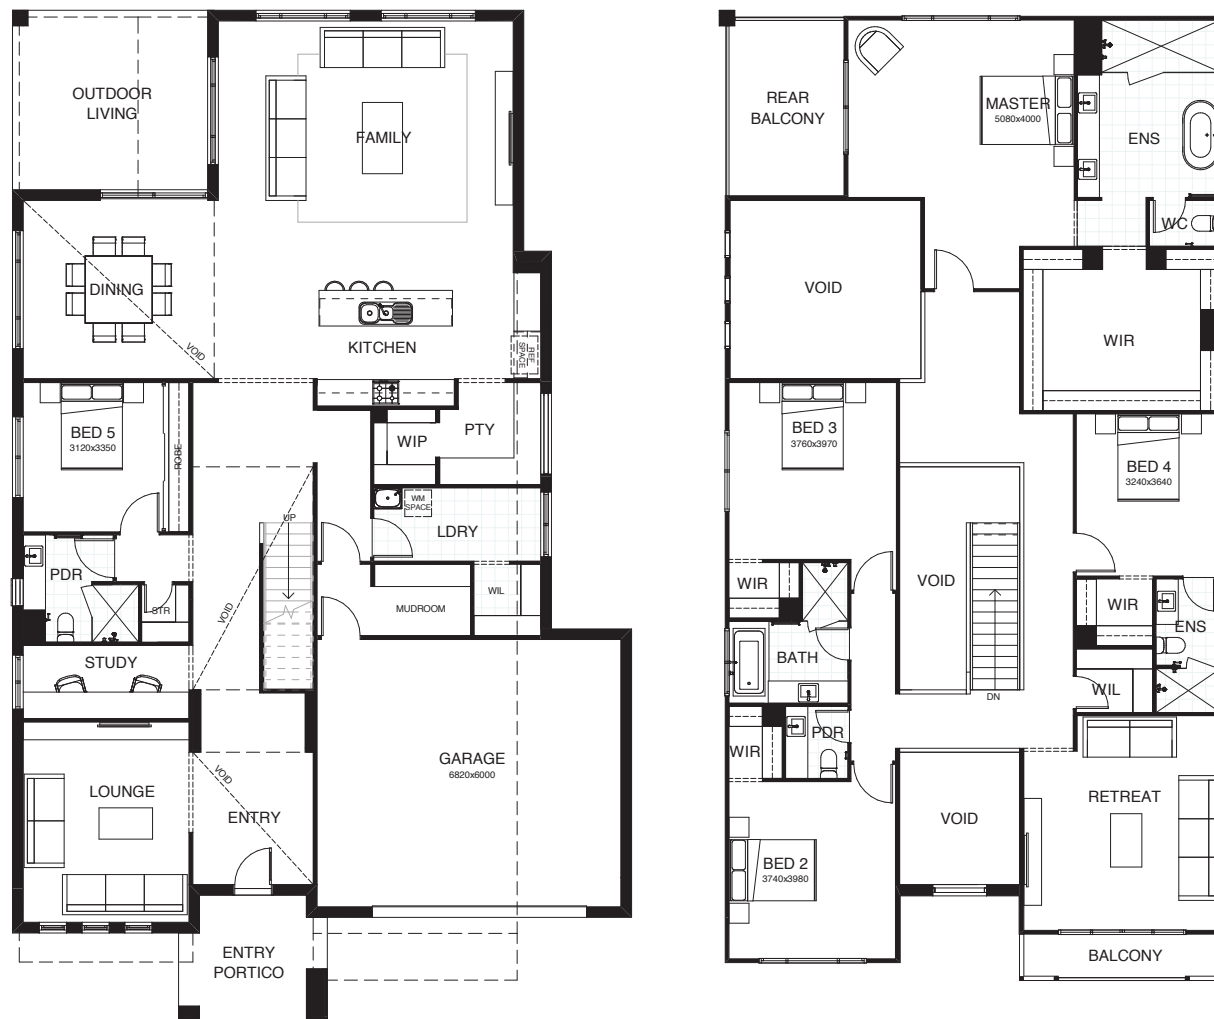 OUTDOOR
LIVING
FAMILY
DINING
VOID
KITCHEN
REF
SPACE
BED 5
3120x3350
ROBE
WIP
PTY
WM
SPACE
LDRY
UP
PDR
STR
VOID
MUDROOM
WIL
STUDY
GARAGE
6820x6000
VOID
LOUNGE
ENTRY
ENTRY
PORTICO
REAR
BALCONY
MASTER
5080x4000
ENS
WC
VOID
WIR
BED 3
3760x3970
BED 4
3240x3640
WIR
VOID
WIR
ENS
BATH
WIL
DN
PDR
WIR
RETREAT
VOID
BED 2
3740x3980
BALCONY